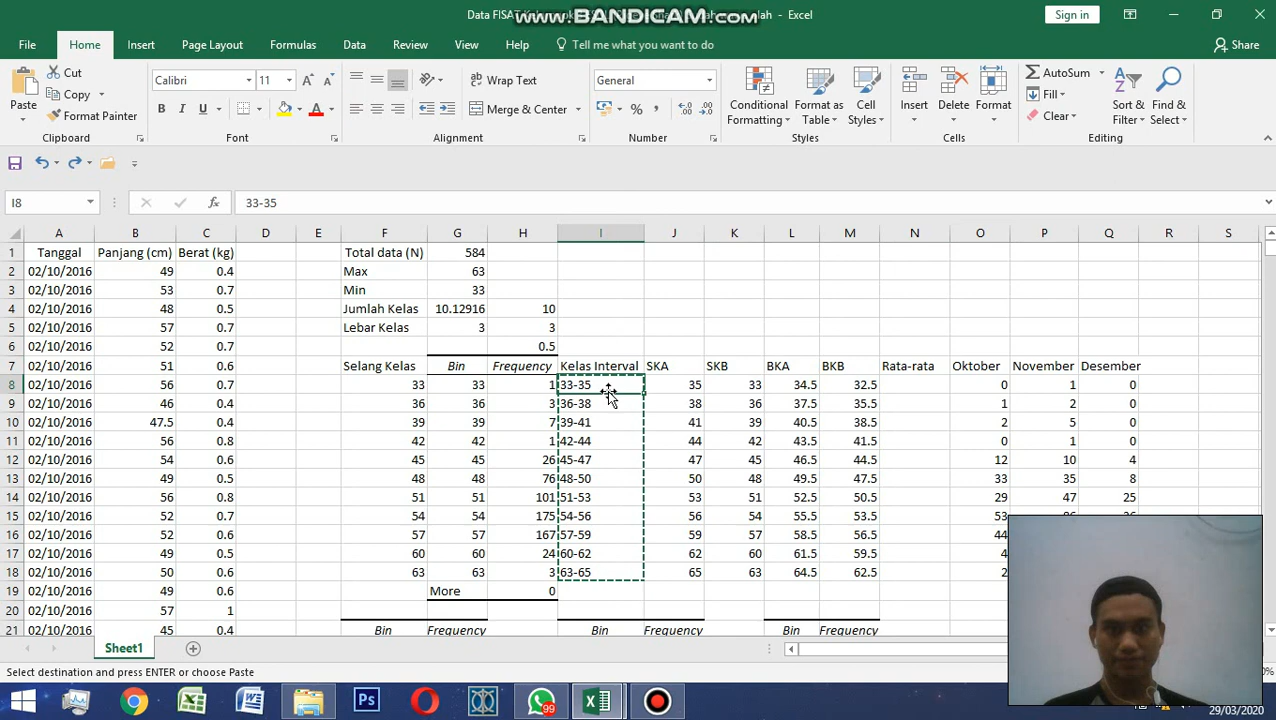 Data FISAT
lah - Excel
www.BANDICAM.com
Sign in
File Home Insert Page Layout Formulas Data Review View Help Tell me what you want to do Share
Paste Cut Copy Format Painter
Calibri 11
B I U
Wrap Text
Merge & Center
General
% ,
Conditional Formatting
Format as Table
Cell Styles
Insert Delete Format
AutoSum Fill Clear
Sort & Filter
Find & Select
Clipboard Font Alignment Number Styles Cells Editing
I8 fx 33-35
A B C D E F G H I J K L M N O P Q R S
1 Tanggal Panjang (cm) Berat (kg) Total data (N) 584
2 02/10/2016 49 0.4 Max 63
3 02/10/2016 53 0.7 Min 33
4 02/10/2016 48 0.5 Jumlah Kelas 10.12916 10
5 02/10/2016 57 0.7 Lebar Kelas 3 3
6 02/10/2016 52 0.7 0.5
7 02/10/2016 51 0.6 Selang Kelas Bin Frequency Kelas Interval SKA SKB BKA BKB Rata-rata Oktober November Desember
8 02/10/2016 56 0.7 33 33 1 33-35 35 33 34.5 32.5 0 1 0
9 02/10/2016 46 0.4 36 36 3 36-38 38 36 37.5 35.5 1 2 0
10 02/10/2016 47.5 0.4 39 39 7 39-41 41 39 40.5 38.5 2 5 0
11 02/10/2016 56 0.8 42 42 1 42-44 44 42 43.5 41.5 0 1 0
12 02/10/2016 54 0.6 45 45 26 45-47 47 45 46.5 44.5 12 10 4
13 02/10/2016 49 0.5 48 48 76 48-50 50 48 49.5 47.5 33 35 8
14 02/10/2016 56 0.8 51 51 101 51-53 53 51 52.5 50.5 29 47 25
15 02/10/2016 52 0.7 54 54 175 54-56 56 54 55.5 53.5 53
16 02/10/2016 52 0.6 57 57 167 57-59 59 57 58.5 56.5 44
17 02/10/2016 49 0.5 60 60 24 60-62 62 60 61.5 59.5 4
18 02/10/2016 50 0.6 63 63 3 63-65 65 63 64.5 62.5 2
19 02/10/2016 49 0.6 More 0
20 02/10/2016 57 1
21 02/10/2016 45 0.4 Bin Frequency Bin Frequency Bin Frequency
Sheet1
Select destination and press ENTER or choose Paste
Ps
99
29/03/2020